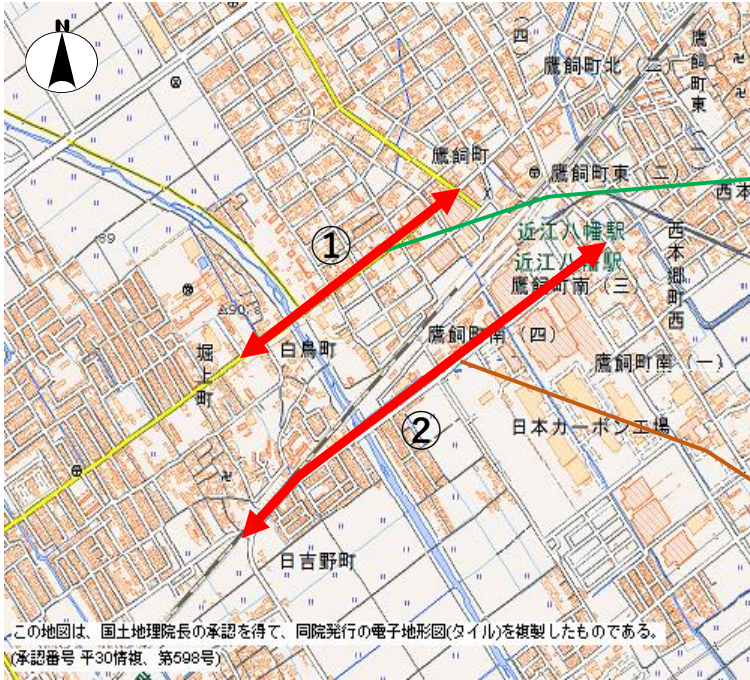 N
(四)
鷹飼町北(二)
鷹飼町東(一)
鷹飼町
鷹飼町東(二)
西本
近江八幡駅
近江八幡駅
西本郷町西
鷹飼町南(三)
①
89
△90.8
堀上町
白鳥町
鷹飼町南(四)
鷹飼町南(一)
②
日本カーボン工場
日吉野町
この地図は、国土地理院長の承認を得て、同院発行の電子地形図(タイル)を複製したものである。
(承認番号 平30情複、第598号)